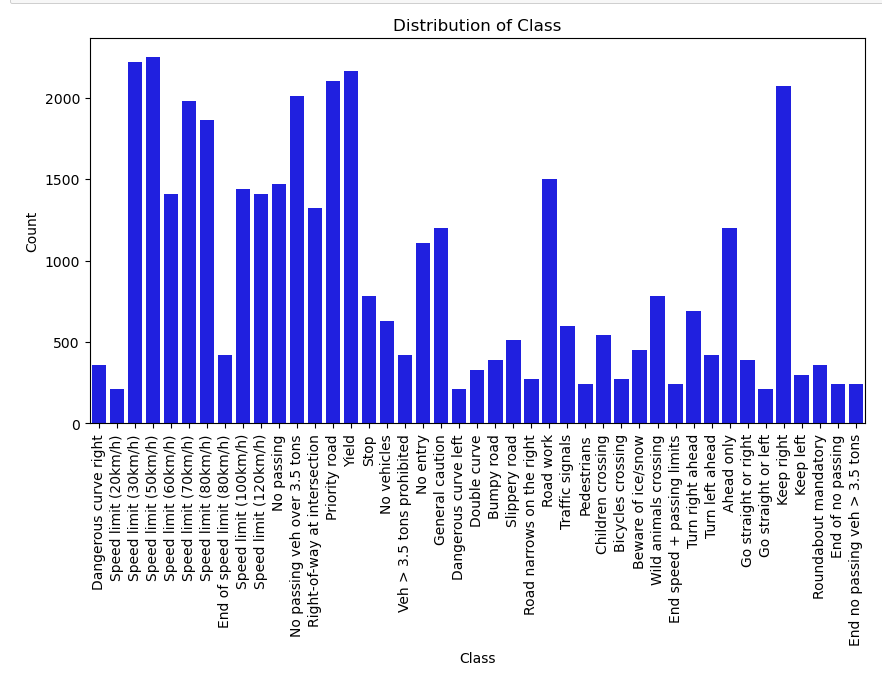 Distribution of Class
Count
2000
1500
1000
500
0
Dangerous curve right
Speed limit (20km/h)
Speed limit (30km/h)
Speed limit (50km/h)
Speed limit (60km/h)
Speed limit (70km/h)
Speed limit (80km/h)
End of speed limit (80km/h)
Speed limit (100km/h)
Speed limit (120km/h)
No passing
No passing veh over 3.5 tons
Right-of-way at intersection
Priority road
Yield
Stop
No vehicles
Veh > 3.5 tons prohibited
No entry
General caution
Dangerous curve left
Double curve
Bumpy road
Slippery road
Road narrows on the right
Road work
Traffic signals
Pedestrians
Children crossing
Bicycles crossing
Beware of ice/snow
Wild animals crossing
End speed + passing limits
Turn right ahead
Turn left ahead
Ahead only
Go straight or right
Go straight or left
Keep right
Keep left
Roundabout mandatory
End of no passing
End no passing veh > 3.5 tons
Class